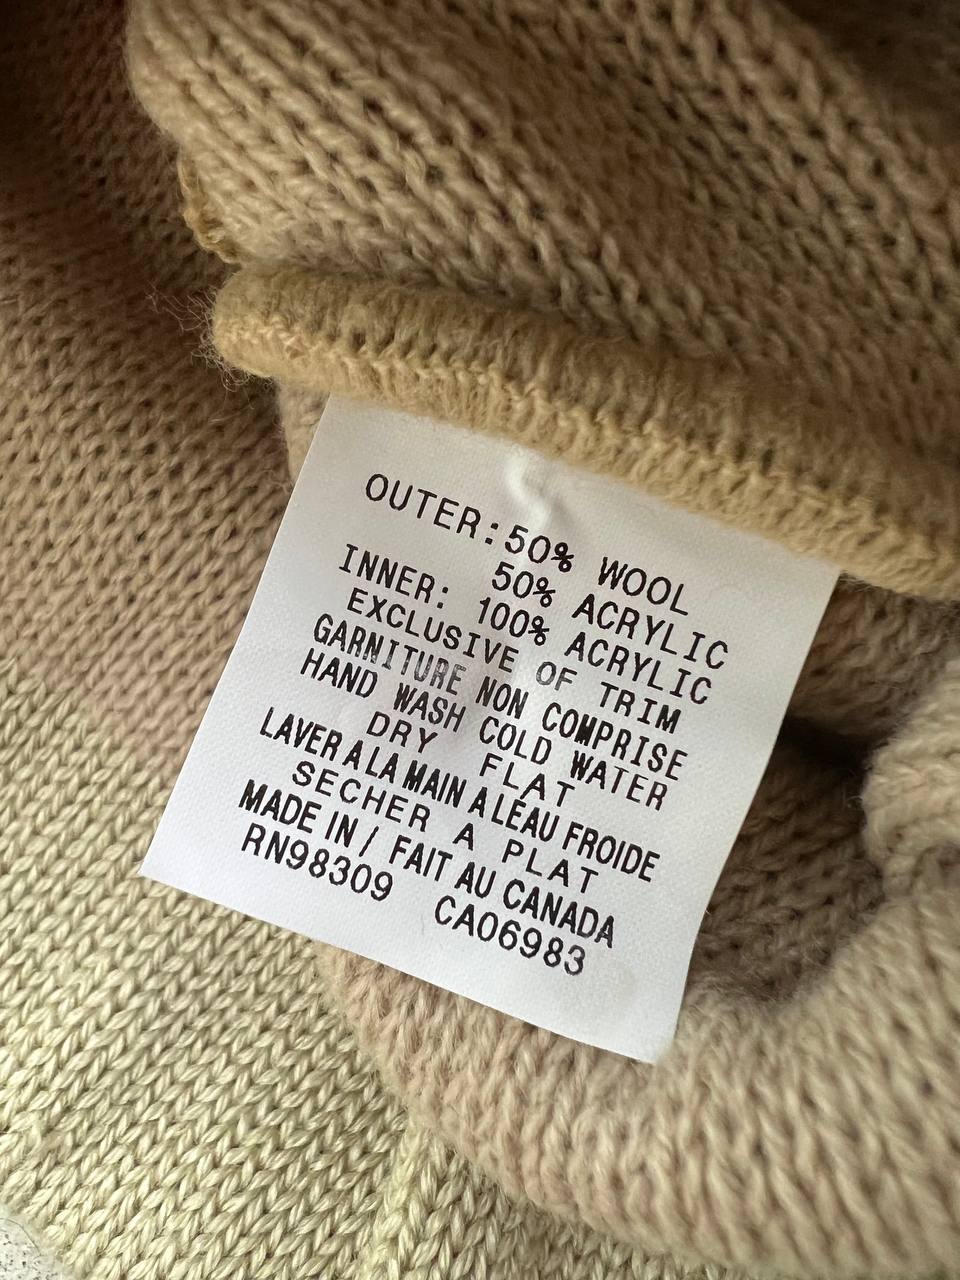 OUTER: 50% WOOL
50% ACRYLIC
INNER: 100% ACRYLIC
EXCLUSIVE OF TRIM
GARNITURE NON COMPRISE
HAND WASH COLD WATER
DRY FLAT
LAVER A LA MAIN A LEAU FROIDE
SECHER A PLAT
MADE IN / FAIT AU CANADA
RN98309 CA06983